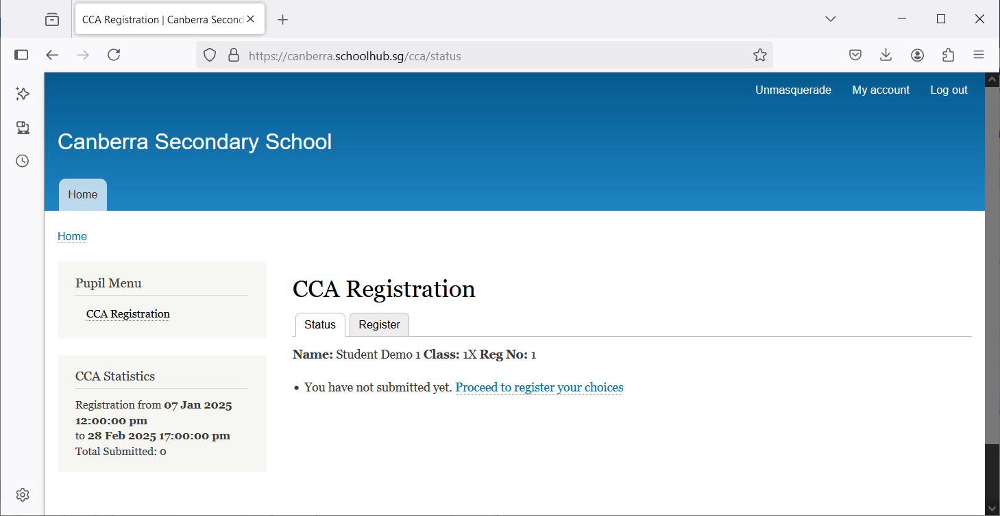 CCA Registration | Canberra Second
https://canberra.schoolhub.sg/cca/status
Unmasquerade My account Log out
Canberra Secondary School
Home
Home
Pupil Menu
CCA Registration
CCA Statistics
Registration from 07 Jan 2025
12:00:00 pm
to 28 Feb 2025 17:00:00 pm
Total Submitted: 0
CCA Registration
Status Register
Name: Student Demo 1 Class: 1X Reg No: 1
• You have not submitted yet. Proceed to register your choices